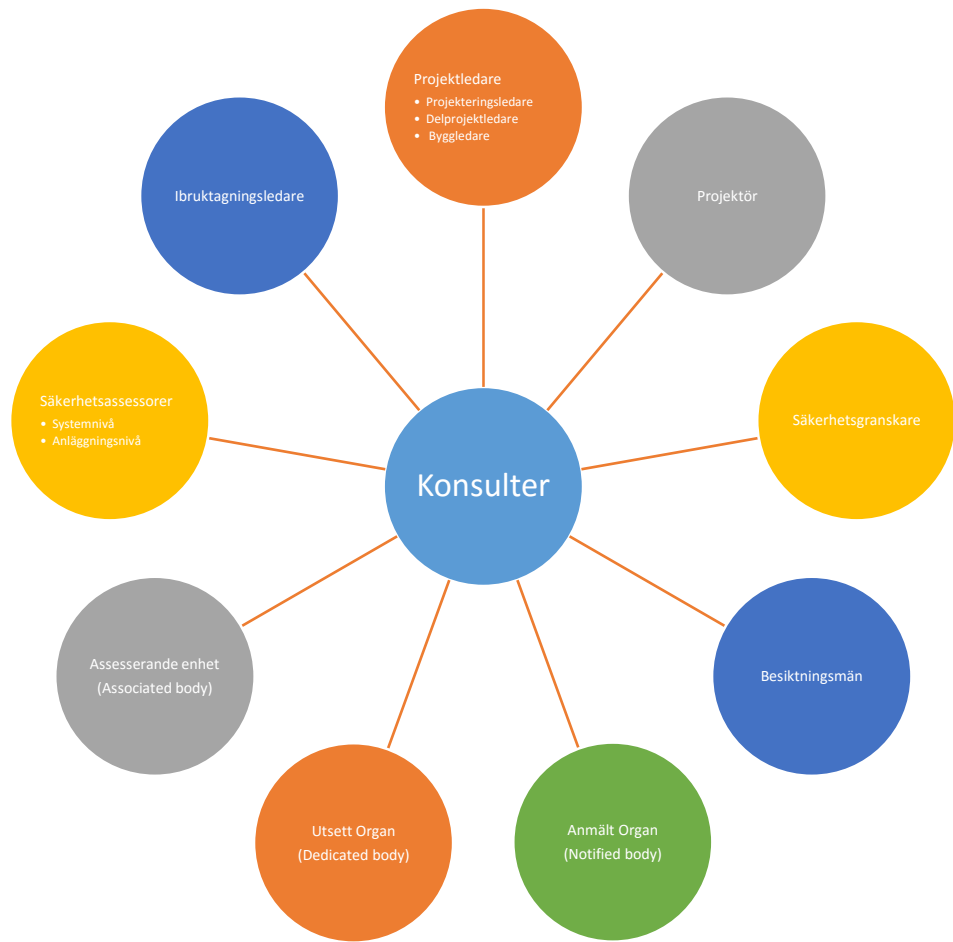 Projektledare
• Projekteringsledare
• Delprojektledare
• Byggledare
Projektör
Säkerhetsgranskare
Besiktningsmän
Anmält Organ
(Notified body)
Utsett Organ
(Dedicated body)
Assesserande enhet
(Associated body)
Säkerhetsassessorer
• Systemnivå
• Anläggningsnivå
Ibruktagningsledare
Konsulter